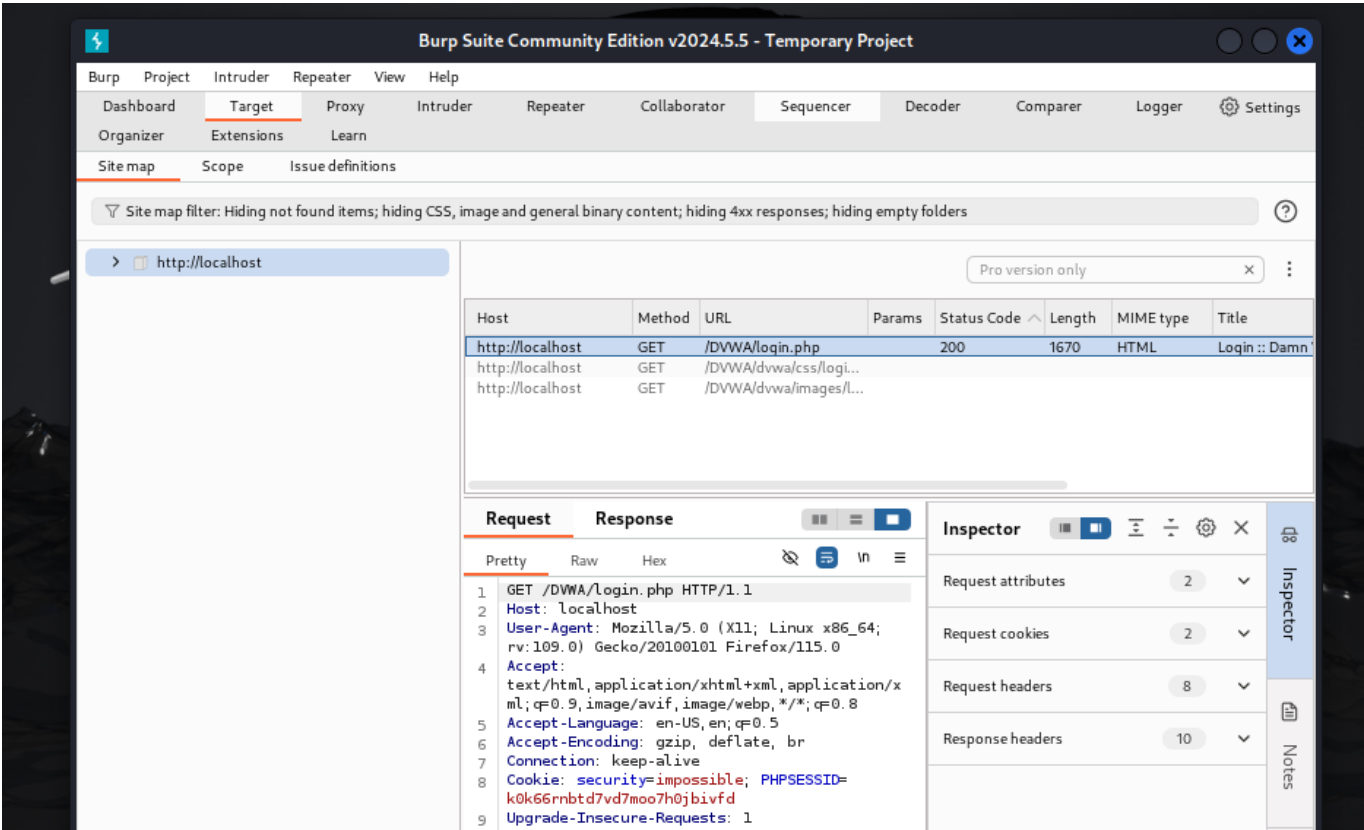 Burp Suite Community Edition v2024.5.5 - Temporary Project
Burp Project Intruder Repeater View Help
Dashboard Target Proxy Intruder Repeater Collaborator Sequencer Decoder Comparer Logger Settings
Organizer Extensions Learn
Site map Scope Issue definitions
Site map filter: Hiding not found items; hiding CSS, image and general binary content; hiding 4xx responses; hiding empty folders
http://localhost
Pro version only
Host Method URL Params Status Code Length MIME type Title
http://localhost GET /DVWA/login.php 200 1670 HTML Login :: Damn
http://localhost GET /DVWA/dvwa/css/logi...
http://localhost GET /DVWA/dvwa/images/l...
Request Response
Pretty Raw Hex \n
1 GET /DVWA/login.php HTTP/1.1
2 Host: localhost
3 User-Agent: Mozilla/5.0 (X11; Linux x86_64;
rv:109.0) Gecko/20100101 Firefox/115.0
4 Accept:
text/html,application/xhtml+xml,application/x
ml;q=0.9,image/avif,image/webp,*/*;q=0.8
5 Accept-Language: en-US,en;q=0.5
6 Accept-Encoding: gzip, deflate, br
7 Connection: keep-alive
8 Cookie: security=impossible; PHPSESSID=
k0k66rnbtd7vd7moo7h0jbivfd
9 Upgrade-Insecure-Requests: 1
Inspector
Request attributes 2
Request cookies 2
Request headers 8
Response headers 10
Inspector
Notes